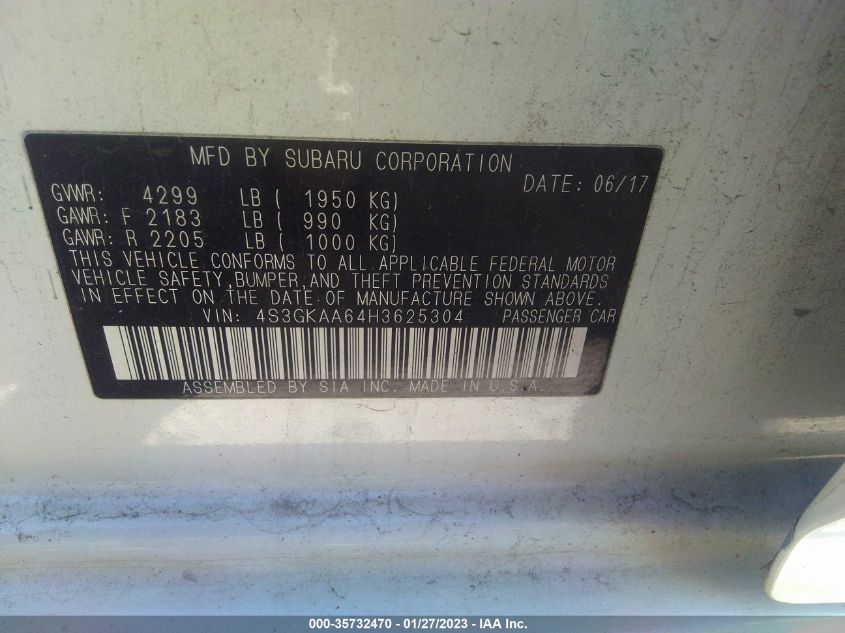 MFD BY SUBARU CORPORATION
DATE: 06/17
GVWR: 4299 LB ( 1950 KG)
GAWR: F 2183 LB ( 990 KG)
GAWR: R 2205 LB ( 1000 KG)
THIS VEHICLE CONFORMS TO ALL APPLICABLE FEDERAL MOTOR
VEHICLE SAFETY, BUMPER, AND THEFT PREVENTION STANDARDS
IN EFFECT ON THE DATE OF MANUFACTURE SHOWN ABOVE.
VIN: 4S3GKAA64H3625304 PASSENGER CAR
ASSEMBLED BY SIA INC. MADE IN U.S.A.
000-35732470 - 01/27/2023 - IAA Inc.